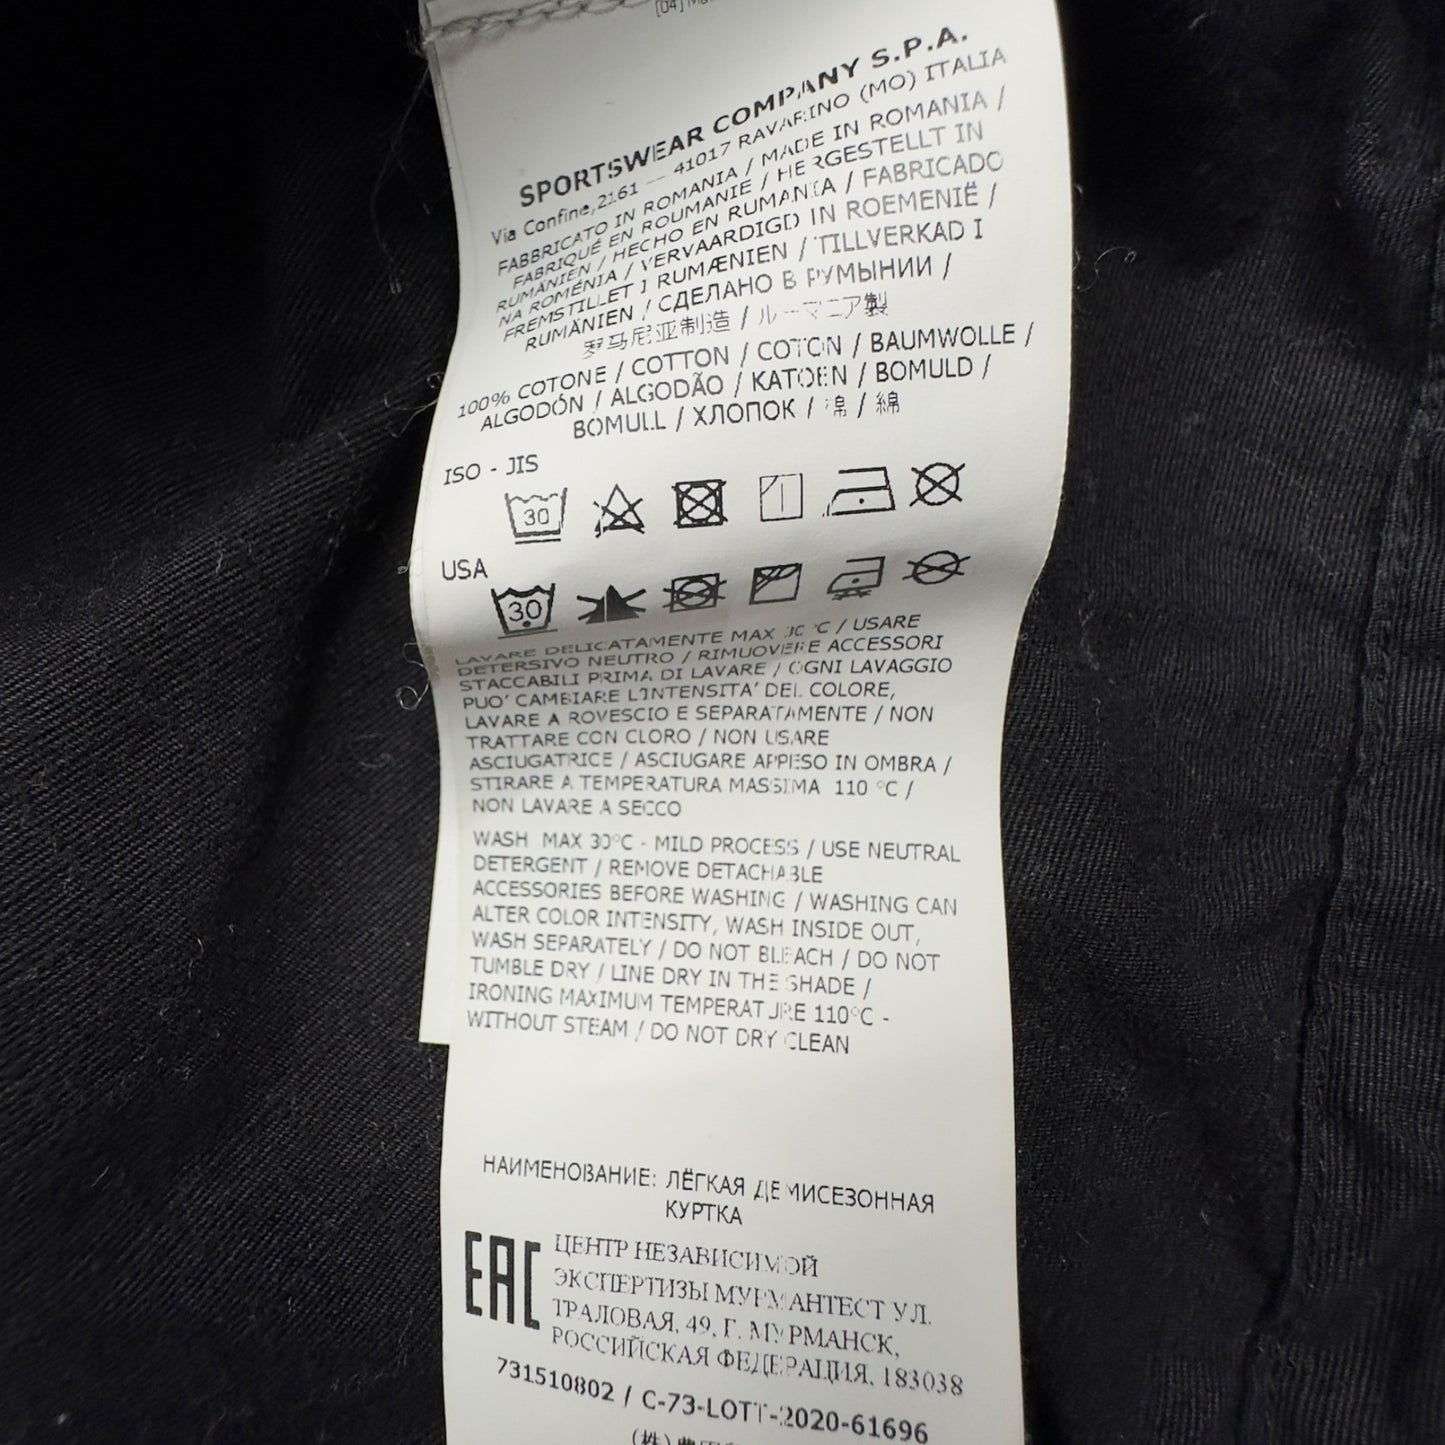 SPORTSWEAR COMPANY S.P.A.
Via Confine,2161 — 41017 RAVARINO (MO) ITALIA
FABBRICATO IN ROMANIA / MADE IN ROMANIA /
FABRIQUÉ EN ROUMANIE / HERGESTELLT IN
RUMÄNIEN / HECHO EN RUMANIA / FABRICADO
NA ROMÉNIA / VERVAARDIGD IN ROEMENIË /
FREMSTILLET I RUMÆNIEN / TILLVERKAD I
RUMÄNIEN / СДЕЛАНО В РУМЫНИИ /
罗马尼亚制造 / ルーマニア製
100% COTONE / COTTON / COTON / BAUMWOLLE /
ALGODÓN / ALGODÃO / KATOEN / BOMULD /
BOMULL / ХЛОПОК / 棉 / 綿
ISO - JIS
30
USA
30
LAVARE DELICATAMENTE MAX 30 °C / USARE
DETERSIVO NEUTRO / RIMUOVERE ACCESSORI
STACCABILI PRIMA DI LAVARE / OGNI LAVAGGIO
PUO' CAMBIARE L'INTENSITA' DEL COLORE,
LAVARE A ROVESCIO E SEPARATAMENTE / NON
TRATTARE CON CLORO / NON USARE
ASCIUGATRICE / ASCIUGARE APPESO IN OMBRA /
STIRARE A TEMPERATURA MASSIMA 110 °C /
NON LAVARE A SECCO
WASH MAX 30°C - MILD PROCESS / USE NEUTRAL
DETERGENT / REMOVE DETACHABLE
ACCESSORIES BEFORE WASHING / WASHING CAN
ALTER COLOR INTENSITY, WASH INSIDE OUT,
WASH SEPARATELY / DO NOT BLEACH / DO NOT
TUMBLE DRY / LINE DRY IN THE SHADE /
IRONING MAXIMUM TEMPERATURE 110°C -
WITHOUT STEAM / DO NOT DRY CLEAN
НАИМЕНОВАНИЕ: ЛЁГКАЯ ДЕМИСЕЗОННАЯ
КУРТКА
EAC
ЦЕНТР НЕЗАВИСИМОЙ
ЭКСПЕРТИЗЫ МУРМАНТЕСТ УЛ.
ТРАЛОВАЯ, 49, Г. МУРМАНСК,
РОССИЙСКАЯ ФЕДЕРАЦИЯ, 183038
731510802 / C-73-LOTT-2020-61696